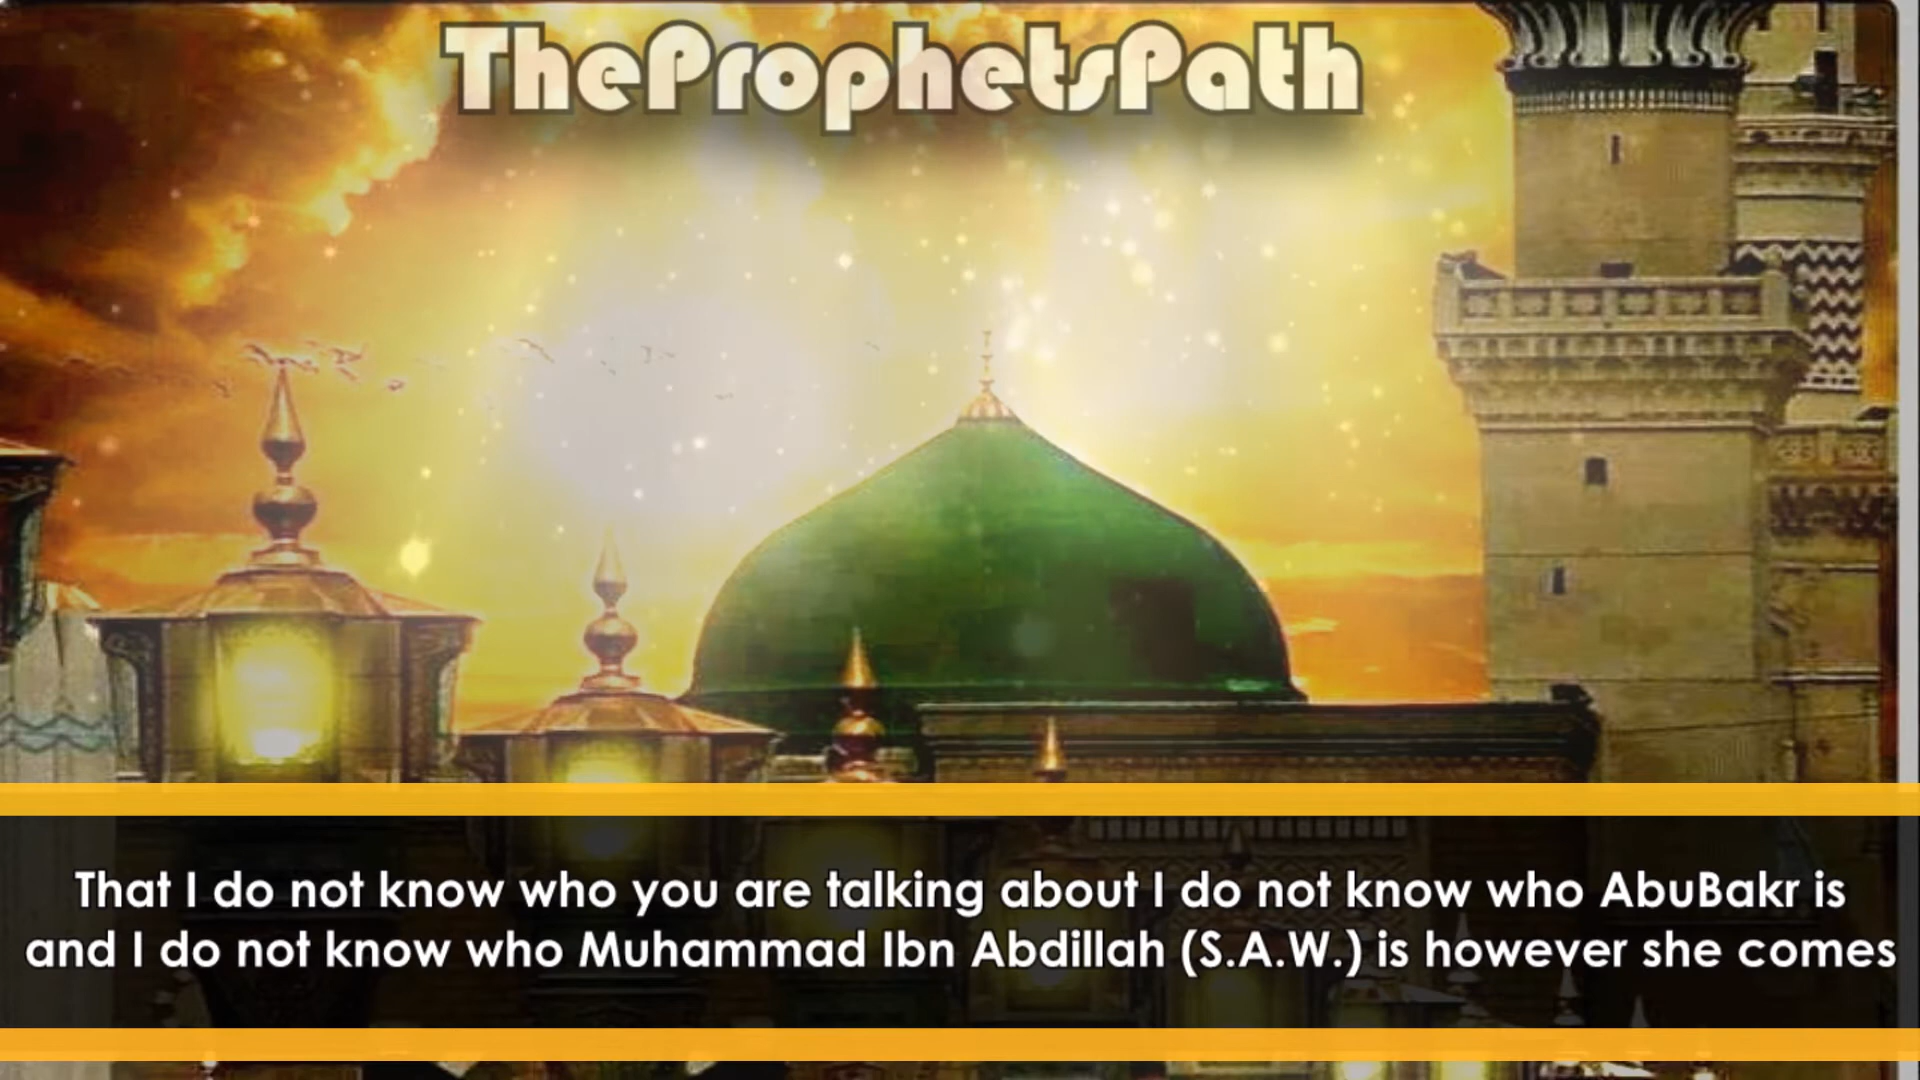 TheProphetsPath
That I do not know who you are talking about I do not know who AbuBakr is
and I do not know who Muhammad Ibn Abdillah (S.A.W.) is however she comes